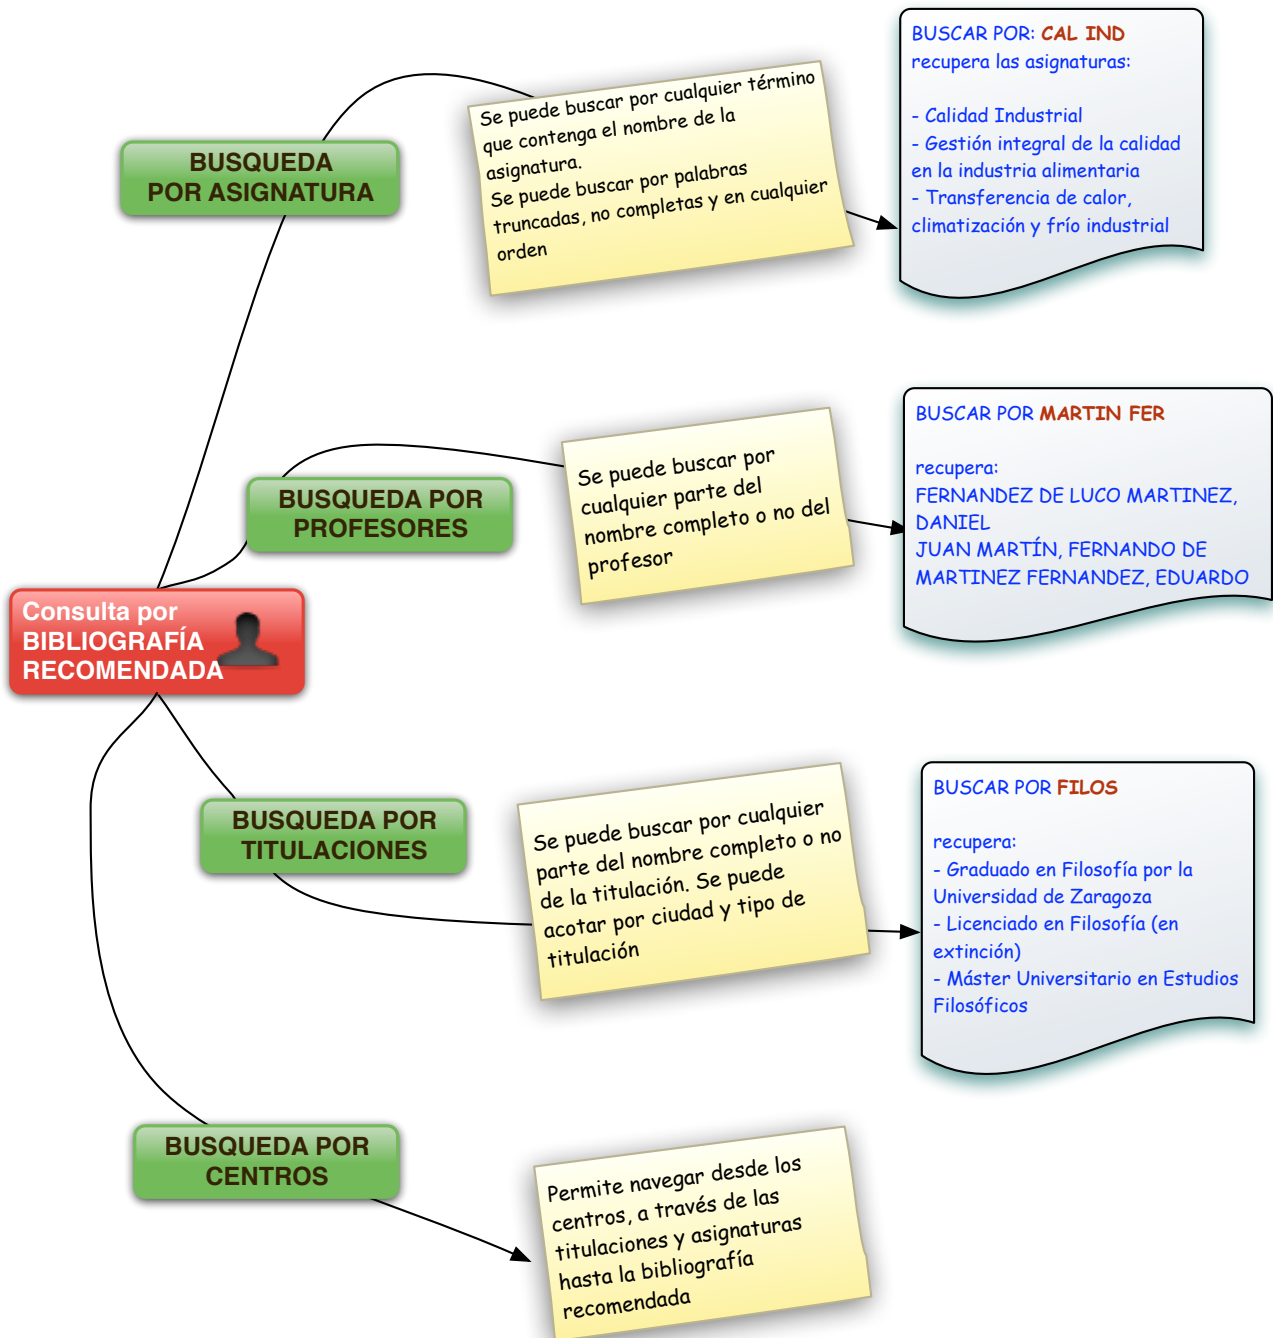 BUSQUEDA
POR ASIGNATURA
Se puede buscar por cualquier término
que contenga el nombre de la
asignatura.
Se puede buscar por palabras
truncadas, no completas y en cualquier
orden
BUSCAR POR: CAL IND
recupera las asignaturas:
- Calidad Industrial
- Gestión integral de la calidad
en la industria alimentaria
- Transferencia de calor,
climatización y frío industrial
BUSQUEDA POR
PROFESORES
Se puede buscar por
cualquier parte del
nombre completo o no del
profesor
BUSCAR POR MARTIN FER
recupera:
FERNANDEZ DE LUCO MARTINEZ,
DANIEL
JUAN MARTÍN, FERNANDO DE
MARTINEZ FERNANDEZ, EDUARDO
Consulta por
BIBLIOGRAFÍA
RECOMENDADA
BUSQUEDA POR
TITULACIONES
Se puede buscar por cualquier
parte del nombre completo o no
de la titulación. Se puede
acotar por ciudad y tipo de
titulación
BUSCAR POR FILOS
recupera:
- Graduado en Filosofía por la
Universidad de Zaragoza
- Licenciado en Filosofía (en
extinción)
- Máster Universitario en Estudios
Filosóficos
BUSQUEDA POR
CENTROS
Permite navegar desde los
centros, a través de las
titulaciones y asignaturas
hasta la bibliografía
recomendada